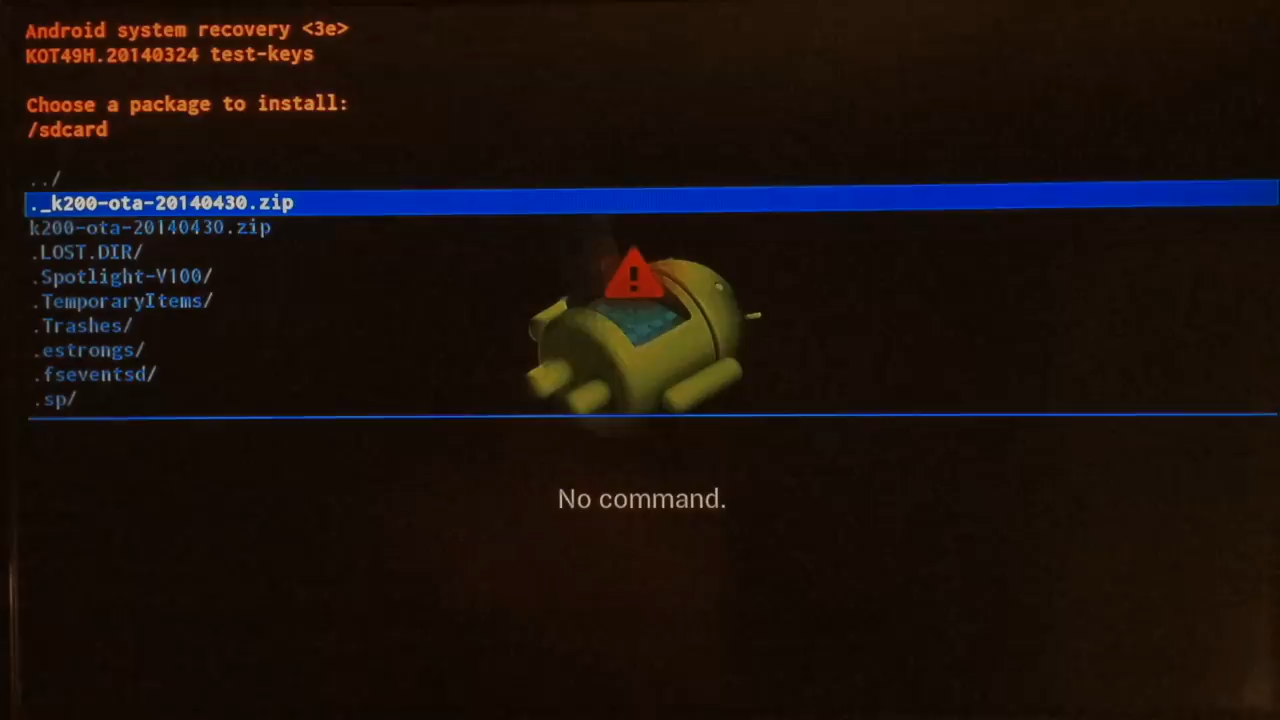 Android system recovery <3e>
KOT49H.20140324 test-keys
Choose a package to install:
/sdcard
../
._k200-ota-20140430.zip
k200-ota-20140430.zip
.LOST.DIR/
.Spotlight-V100/
.TemporaryItems/
.Trashes/
.estrongs/
.fseventsd/
.sp/
No command.